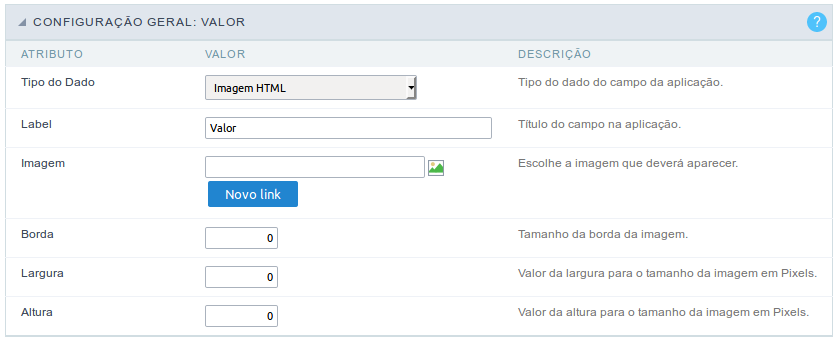 CONFIGURAÇÃO GERAL: VALOR ?
ATRIBUTO VALOR DESCRIÇÃO
Tipo do Dado Imagem HTML Tipo do dado do campo da aplicação.
Label Valor Título do campo na aplicação.
Imagem Escolhe a imagem que deverá aparecer.
Novo link
Borda 0 Tamanho da borda da imagem.
Largura 0 Valor da largura para o tamanho da imagem em Pixels.
Altura 0 Valor da altura para o tamanho da imagem em Pixels.